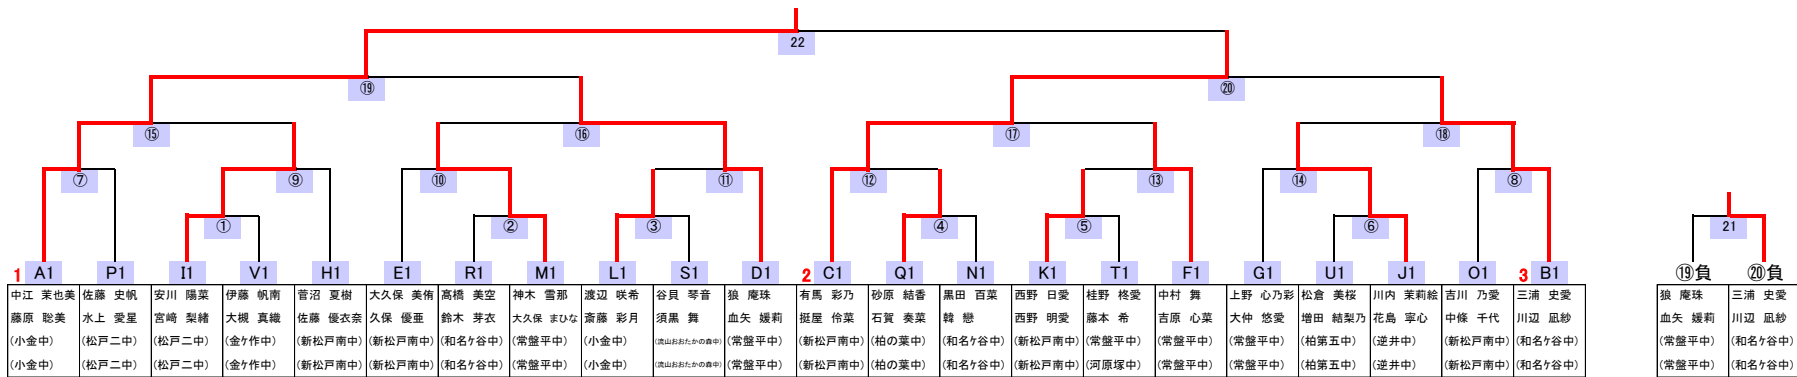 22
⑲ ⑳
⑮ ⑯ ⑰ ⑱
⑦ ⑨ ⑩ ⑪ ⑫ ⑬ ⑭ ⑧
① ② ③ ④ ⑤ ⑥ 21
1 A1 P1 I1 V1 H1 E1 R1 M1 L1 S1 D1 2 C1 Q1 N1 K1 T1 F1 G1 U1 J1 O1 3 B1 ⑲負 ⑳負
中江 茉也美 佐藤 史帆 安川 陽菜 伊藤 帆南 菅沼 夏樹 大久保 美侑 髙橋 美空 神木 雪那 渡辺 咲希 谷貝 琴音 狼 庵珠 有馬 彩乃 砂原 結香 黒田 百菜 西野 日愛 桂野 柊愛 中村 舞 上野 心乃彩 松倉 美桜 川内 茉莉絵 吉川 乃愛 三浦 史愛 狼 庵珠 三浦 史愛
藤原 聡美 水上 愛星 宮﨑 梨緒 大槻 真織 佐藤 優衣奈 久保 優亜 鈴木 芽衣 大久保 まひな 斎藤 彩月 須黒 舞 血矢 媛莉 挺屋 伶菜 石賀 奏菜 韓 戀 西野 明愛 藤本 希 吉原 心菜 大仲 悠愛 増田 結梨乃 花島 寧心 中條 千代 川辺 凪紗 血矢 媛莉 川辺 凪紗
(小金中) (松戸二中) (松戸二中) (金ケ作中) (新松戸南中) (新松戸南中) (和名ケ谷中) (常盤平中) (小金中) (流山おおたかの森中) (常盤平中) (新松戸南中) (柏の葉中) (和名ケ谷中) (新松戸南中) (常盤平中) (常盤平中) (常盤平中) (柏第五中) (逆井中) (新松戸南中) (和名ケ谷中) (常盤平中) (和名ケ谷中)
(小金中) (松戸二中) (松戸二中) (金ケ作中) (新松戸南中) (新松戸南中) (和名ケ谷中) (常盤平中) (小金中) (流山おおたかの森中) (常盤平中) (新松戸南中) (柏の葉中) (和名ケ谷中) (新松戸南中) (河原塚中) (常盤平中) (常盤平中) (柏第五中) (逆井中) (新松戸南中) (和名ケ谷中) (常盤平中) (和名ケ谷中)